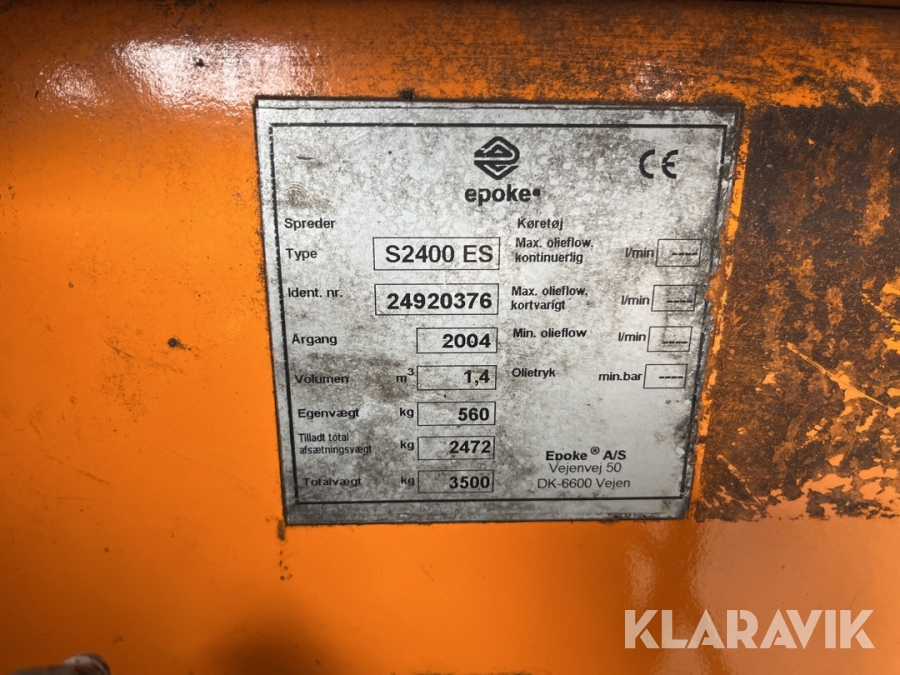 epoke®
CE
Spreder
Type S2400 ES
Ident. nr. 24920376
Årgang 2004
Volumen m³ 1,4
Egenvægt kg 560
Tilladt total
afsætningsvægt kg 2472
Totalvægt kg 3500
Køretøj
Max. olieflow,
kontinuerlig l/min ----
Max. olieflow,
kortvarigt l/min ----
Min. olieflow l/min ----
Olietryk min.bar ----
Epoke® A/S
Vejenvej 50
DK-6600 Vejen
KLARAVIK